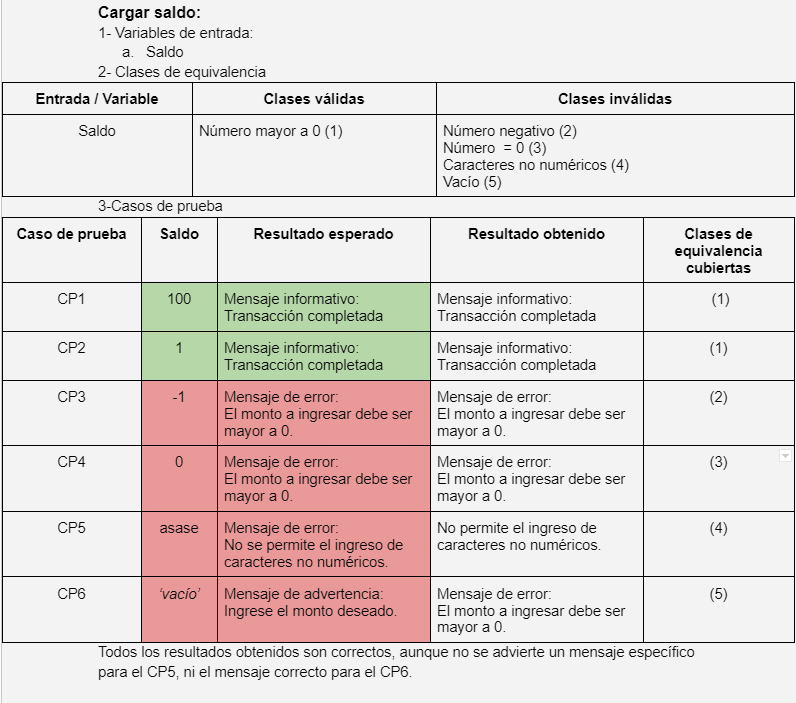 Cargar saldo:
1- Variables de entrada:
a. Saldo
2- Clases de equivalencia
Entrada / Variable Clases válidas Clases inválidas
Saldo Número mayor a 0 (1) Número negativo (2)
Número = 0 (3)
Caracteres no numéricos (4)
Vacío (5)
3-Casos de prueba
Caso de prueba Saldo Resultado esperado Resultado obtenido Clases de
equivalencia
cubiertas
CP1 100 Mensaje informativo: Mensaje informativo: (1)
Transacción completada Transacción completada
CP2 1 Mensaje informativo: Mensaje informativo: (1)
Transacción completada Transacción completada
CP3 -1 Mensaje de error: Mensaje de error: (2)
El monto a ingresar debe ser El monto a ingresar debe ser
mayor a 0. mayor a 0.
CP4 0 Mensaje de error: Mensaje de error: (3)
El monto a ingresar debe ser El monto a ingresar debe ser
mayor a 0. mayor a 0.
CP5 asase Mensaje de error: No permite el ingreso de (4)
No se permite el ingreso de caracteres no numéricos.
caracteres no numéricos.
CP6 ‘vacío’ Mensaje de advertencia: Mensaje de error: (5)
Ingrese el monto deseado. El monto a ingresar debe ser
mayor a 0.
Todos los resultados obtenidos son correctos, aunque no se advierte un mensaje específico
para el CP5, ni el mensaje correcto para el CP6.